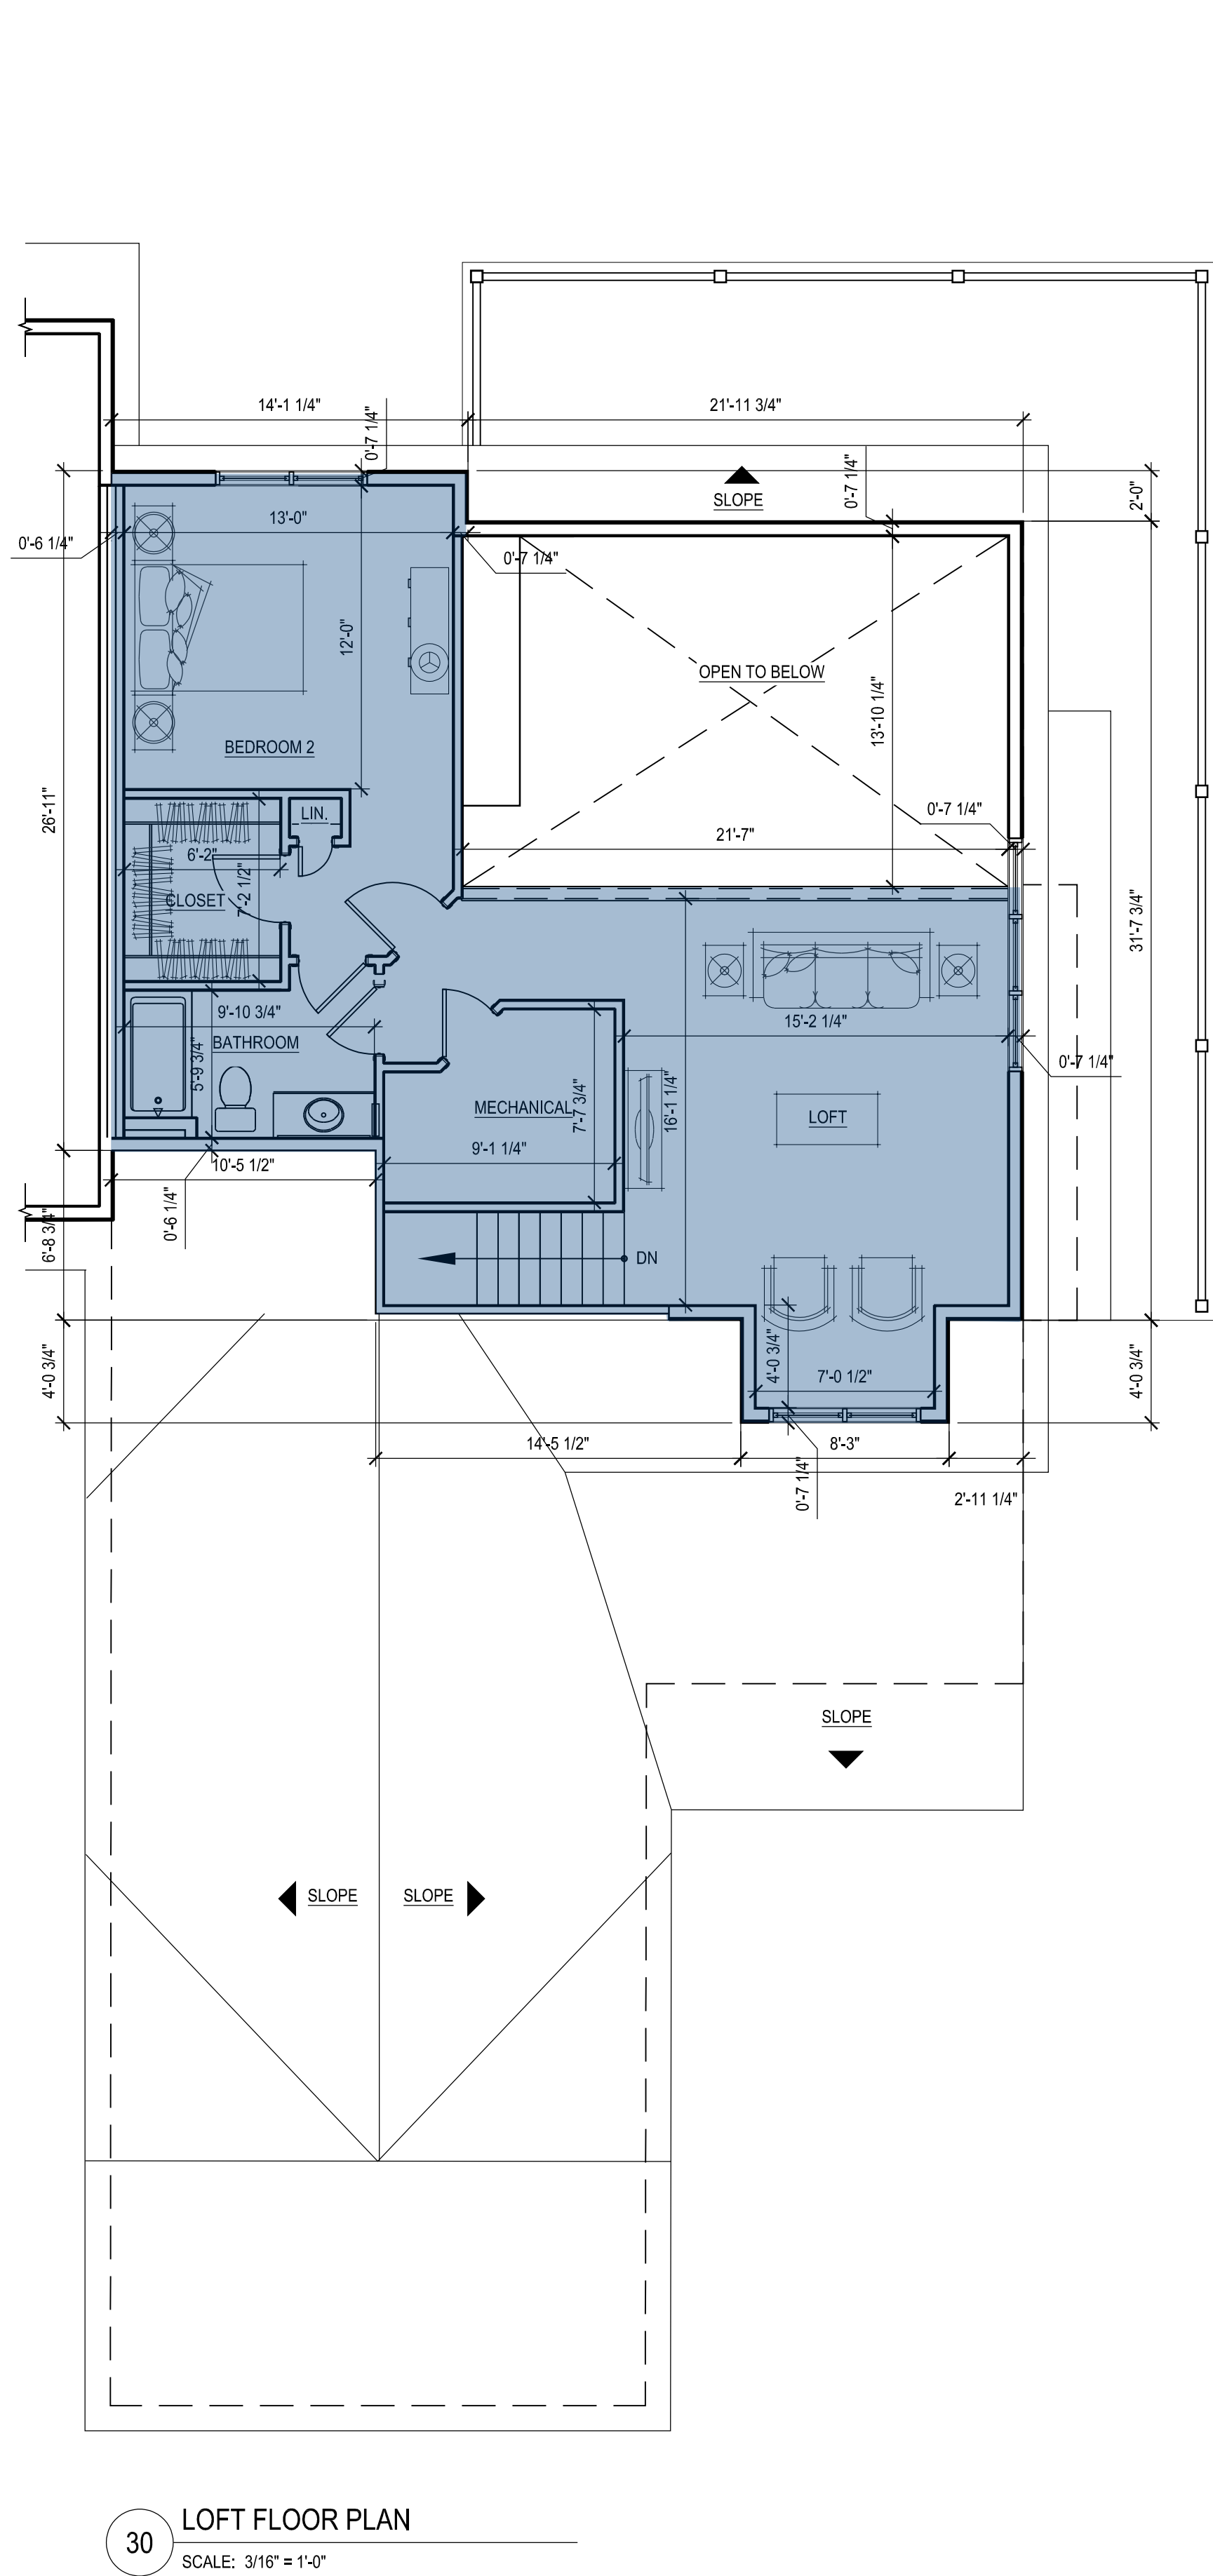 14'-1 1/4"
21'-11 3/4"
0'-7 1/4"
0'-7 1/4"
SLOPE
2'-0"
13'-0"
0'-6 1/4"
0'-7 1/4"
12'-0"
OPEN TO BELOW
13'-10 1/4"
BEDROOM 2
26'-11"
LIN.
0'-7 1/4"
21'-7"
6'-2"
7'-2 1/2"
CLOSET
31'-7 3/4"
9'-10 3/4"
15'-2 1/4"
BATHROOM
5'-9 3/4"
0'-7 1/4"
MECHANICAL
7'-7 3/4"
16'-1 1/4"
LOFT
9'-1 1/4"
10'-5 1/2"
0'-6 1/4"
6'-8 3/4"
DN
4'-0 3/4"
4'-0 3/4"
7'-0 1/2"
4'-0 3/4"
14'-5 1/2"
8'-3"
0'-7 1/4"
2'-11 1/4"
SLOPE
SLOPE
SLOPE
30
LOFT FLOOR PLAN
SCALE: 3/16" = 1'-0"